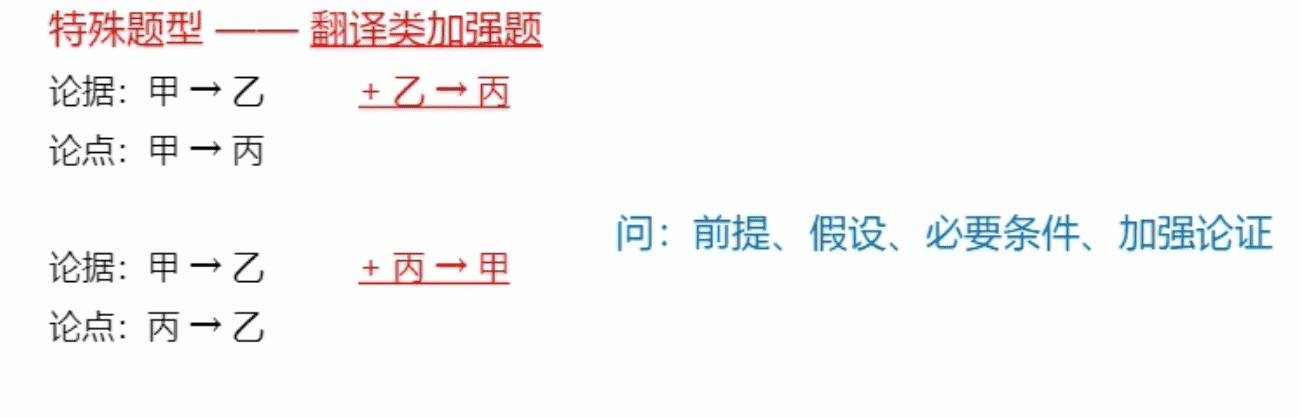 特殊题型 —— 翻译类加强题
论据：甲 → 乙 + 乙 → 丙
论点：甲 → 丙
问：前提、假设、必要条件、加强论证
论据：甲 → 乙 + 丙 → 甲
论点：丙 → 乙